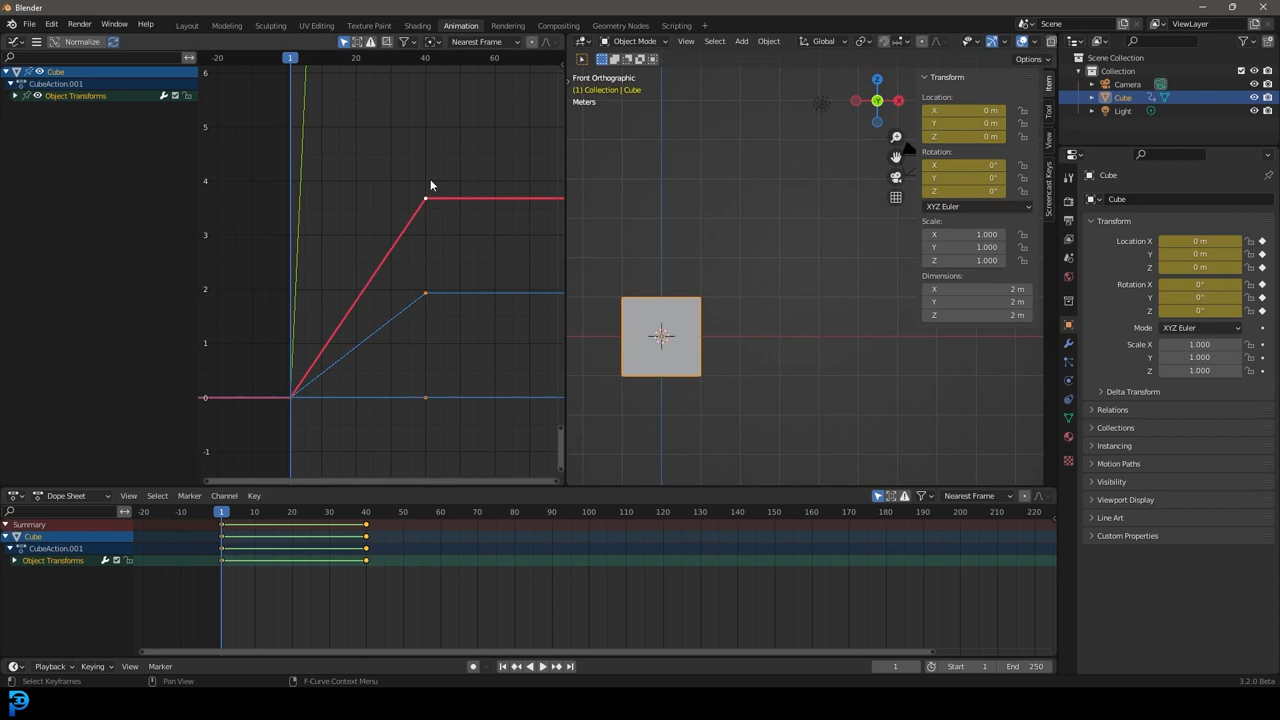 Blender
File Edit Render Window Help Layout Modeling Sculpting UV Editing Texture Paint Shading Animation Rendering Compositing Geometry Nodes Scripting + Scene ViewLayer
Normalize Nearest Frame Object Mode View Select Add Object Global
-20 1 20 40 60
Options
Cube
CubeAction.001
Object Transforms
6
5
4
3
2
1
0
-1
Front Orthographic
(1) Collection | Cube
Meters
Z
Y
X
Transform
Location:
X 0 m
Y 0 m
Z 0 m
Rotation:
X 0°
Y 0°
Z 0°
XYZ Euler
Scale:
X 1.000
Y 1.000
Z 1.000
Dimensions:
X 2 m
Y 2 m
Z 2 m
Item
Tool
View
Screencast Keys
Scene Collection
Collection
Camera
Cube
Light
Cube
Cube
Transform
Location X 0 m
Y 0 m
Z 0 m
Rotation X 0°
Y 0°
Z 0°
Mode XYZ Euler
Scale X 1.000
Y 1.000
Z 1.000
Delta Transform
Relations
Collections
Instancing
Motion Paths
Visibility
Viewport Display
Line Art
Custom Properties
Dope Sheet View Select Marker Channel Key Nearest Frame
-20 -10 1 10 20 30 40 50 60 70 80 90 100 110 120 130 140 150 160 170 180 190 200 210 220
Summary
Cube
CubeAction.001
Object Transforms
Playback Keying View Marker 1 Start 1 End 250
Select Keyframes Pan View F-Curve Context Menu 3.2.0 Beta